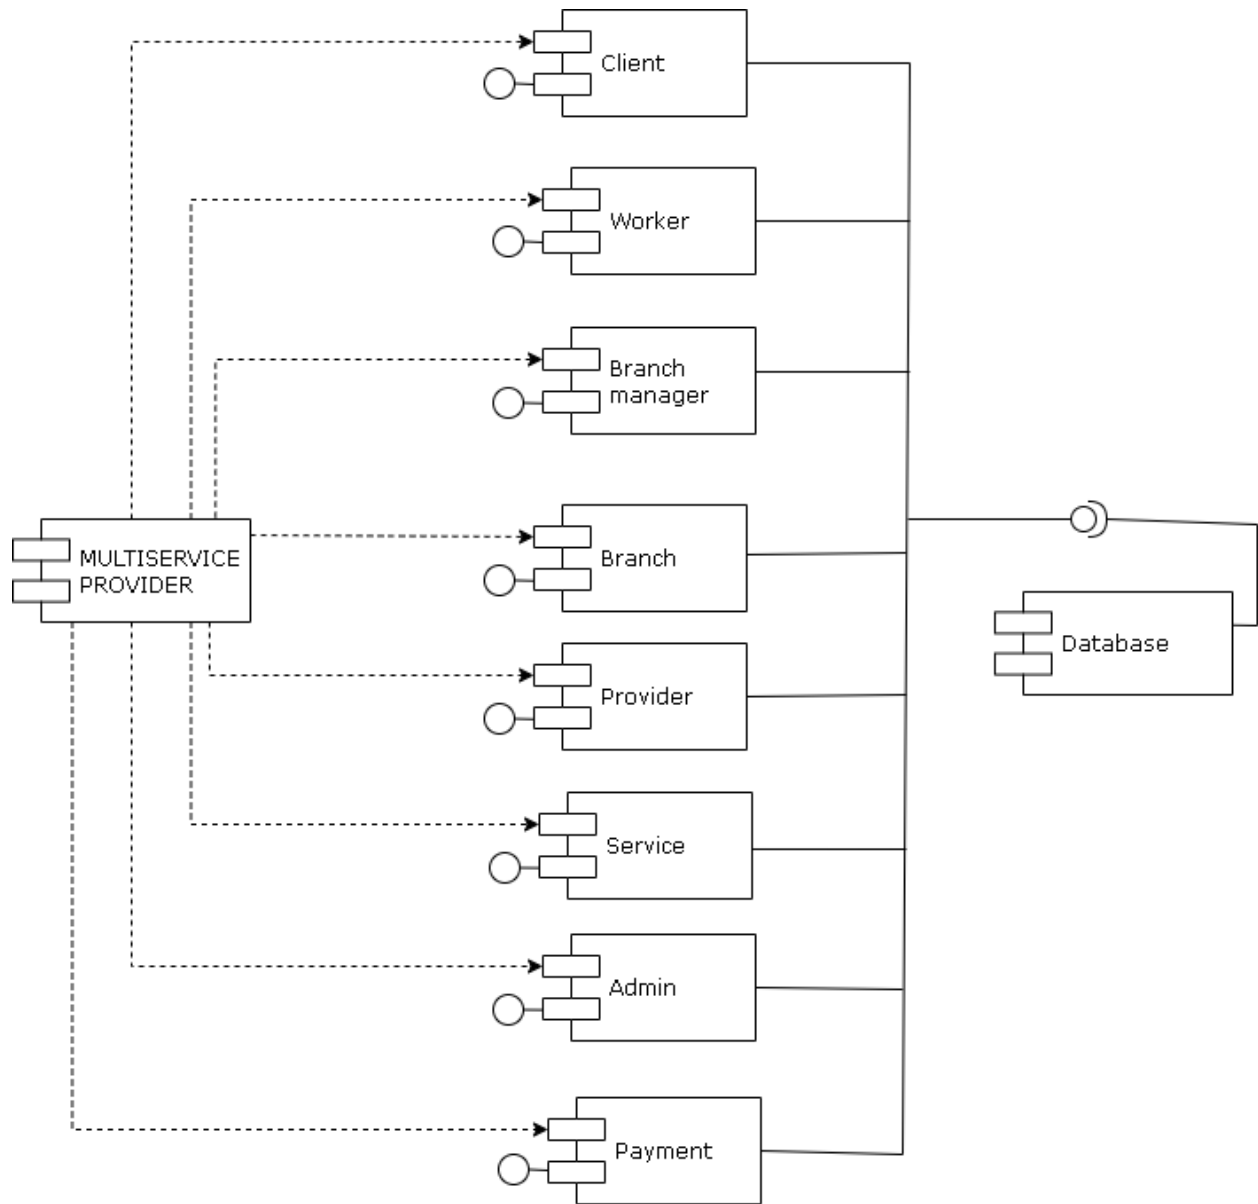 Client
Worker
Branch
manager
MULTISERVICE
PROVIDER
Branch
Database
Provider
Service
Admin
Payment